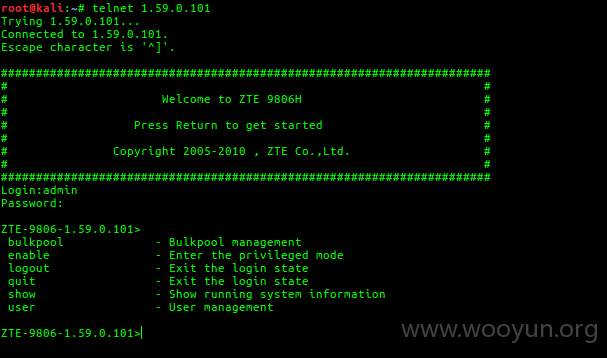 root@kali:~# telnet 1.59.0.101
Trying 1.59.0.101...
Connected to 1.59.0.101.
Escape character is '^]'.
######################################################################
# #
# Welcome to ZTE 9806H #
# #
# Press Return to get started #
# #
# Copyright 2005-2010 , ZTE Co.,Ltd. #
# #
######################################################################
Login:admin
Password:
ZTE-9806-1.59.0.101>
bulkpool - Bulkpool management
enable - Enter the privileged mode
logout - Exit the login state
quit - Exit the login state
show - Show running system information
user - User management
ZTE-9806-1.59.0.101>
www.wooyun.org